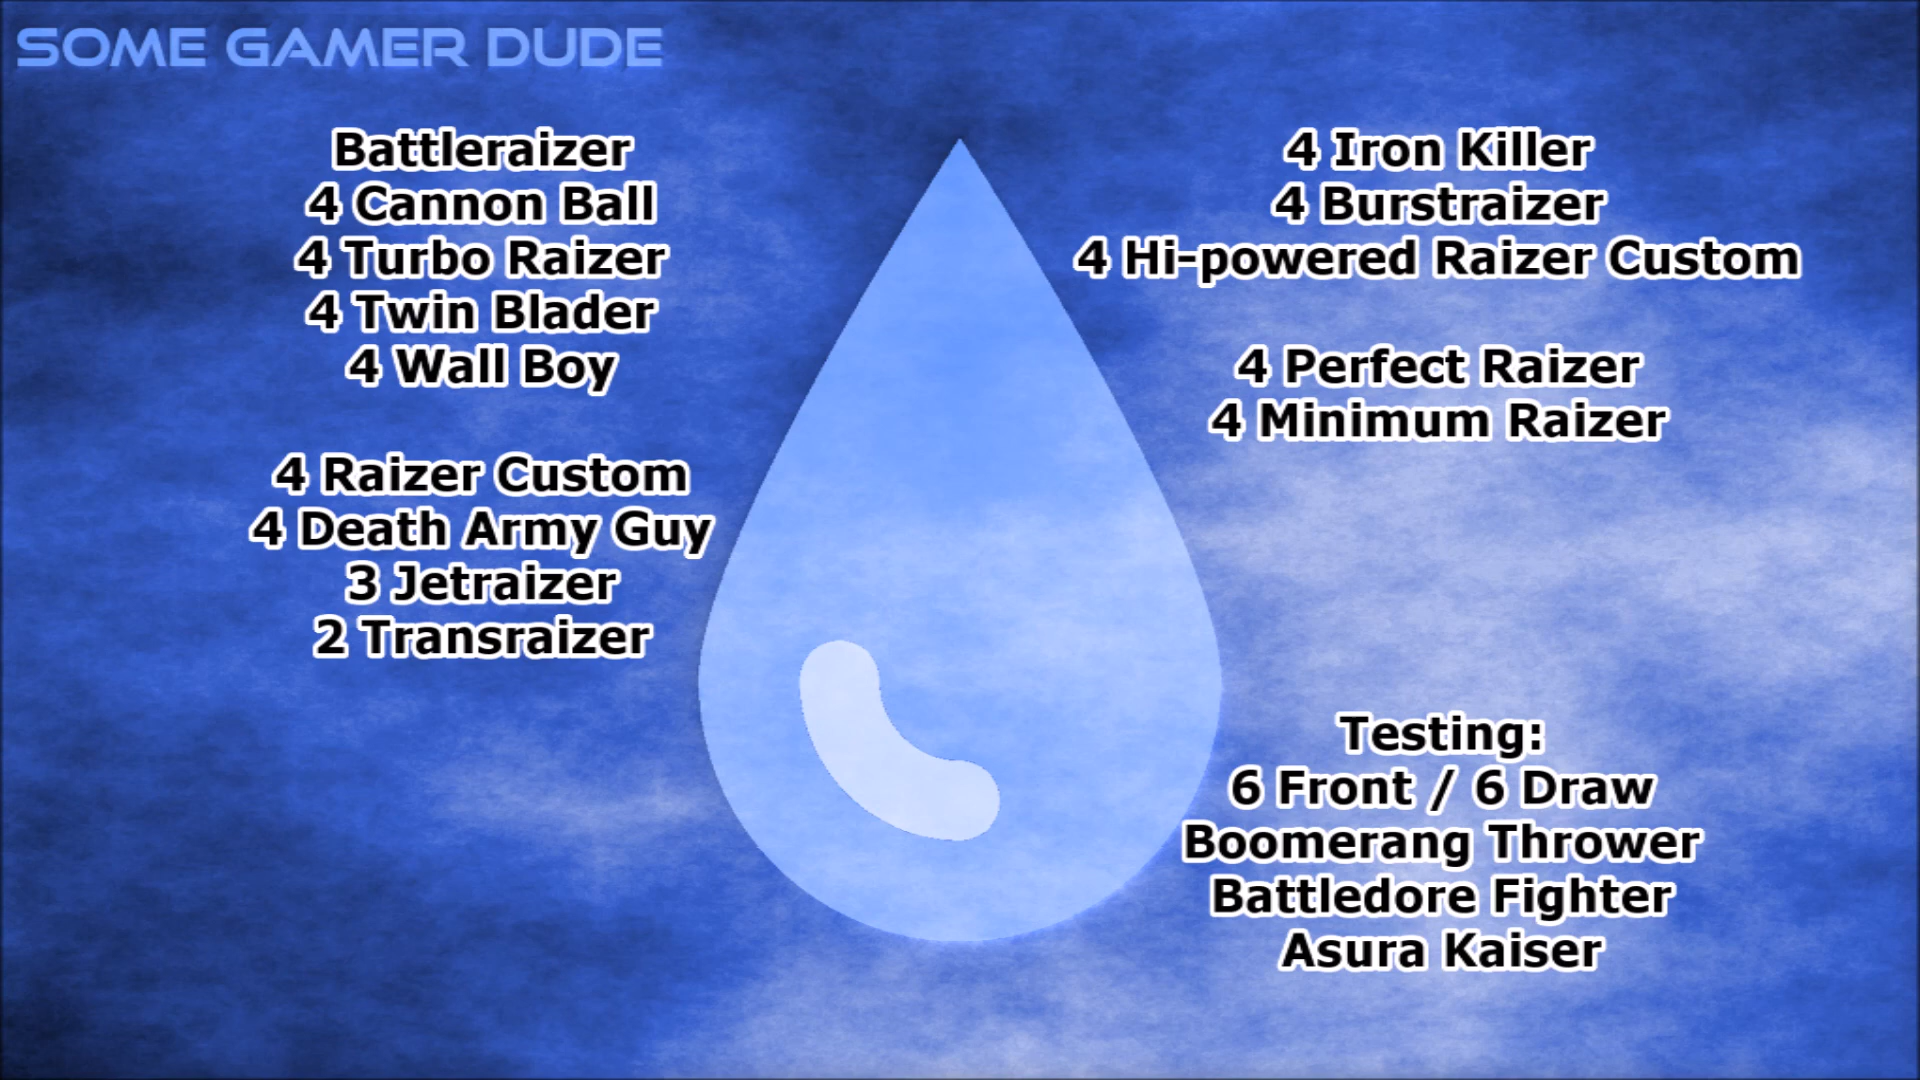 SOME GAMER DUDE
Battleraizer
4 Cannon Ball
4 Turbo Raizer
4 Twin Blader
4 Wall Boy
4 Raizer Custom
4 Death Army Guy
3 Jetraizer
2 Transraizer
4 Iron Killer
4 Burstraizer
4 Hi-powered Raizer Custom
4 Perfect Raizer
4 Minimum Raizer
Testing:
6 Front / 6 Draw
Boomerang Thrower
Battledore Fighter
Asura Kaiser